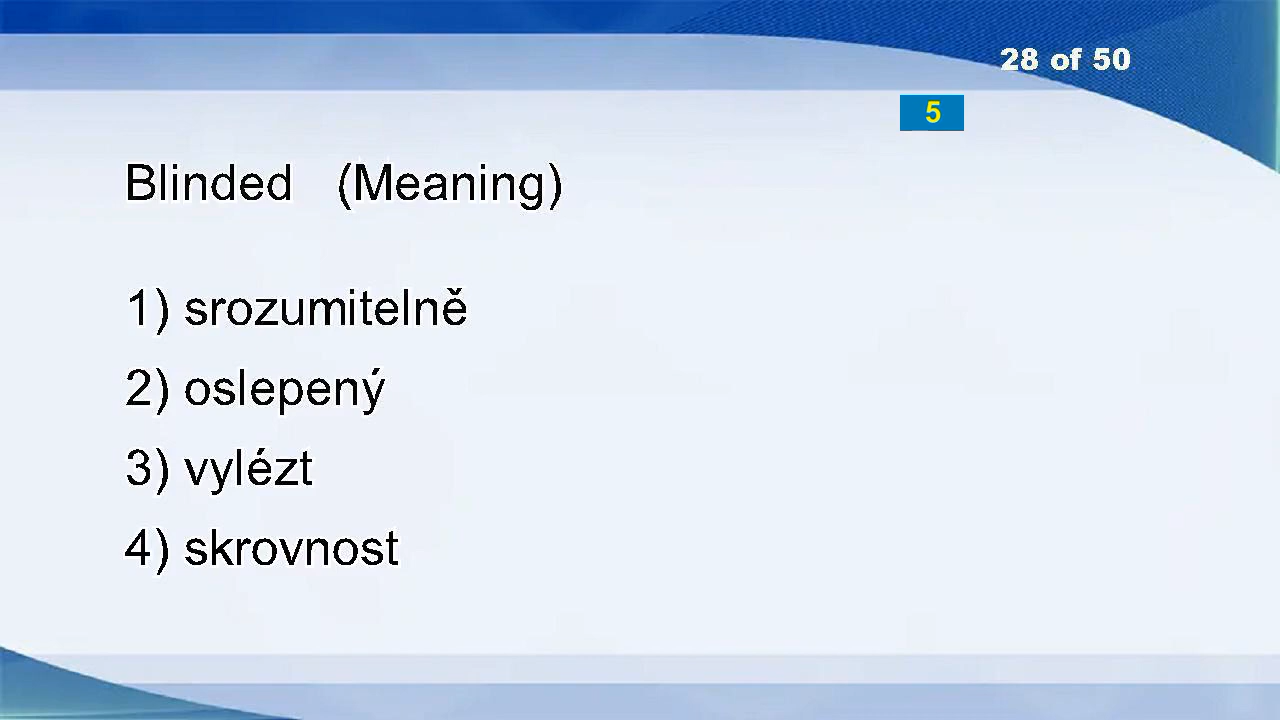 28 of 50
5
Blinded (Meaning)
1) srozumitelně
2) oslepený
3) vylézt
4) skrovnost